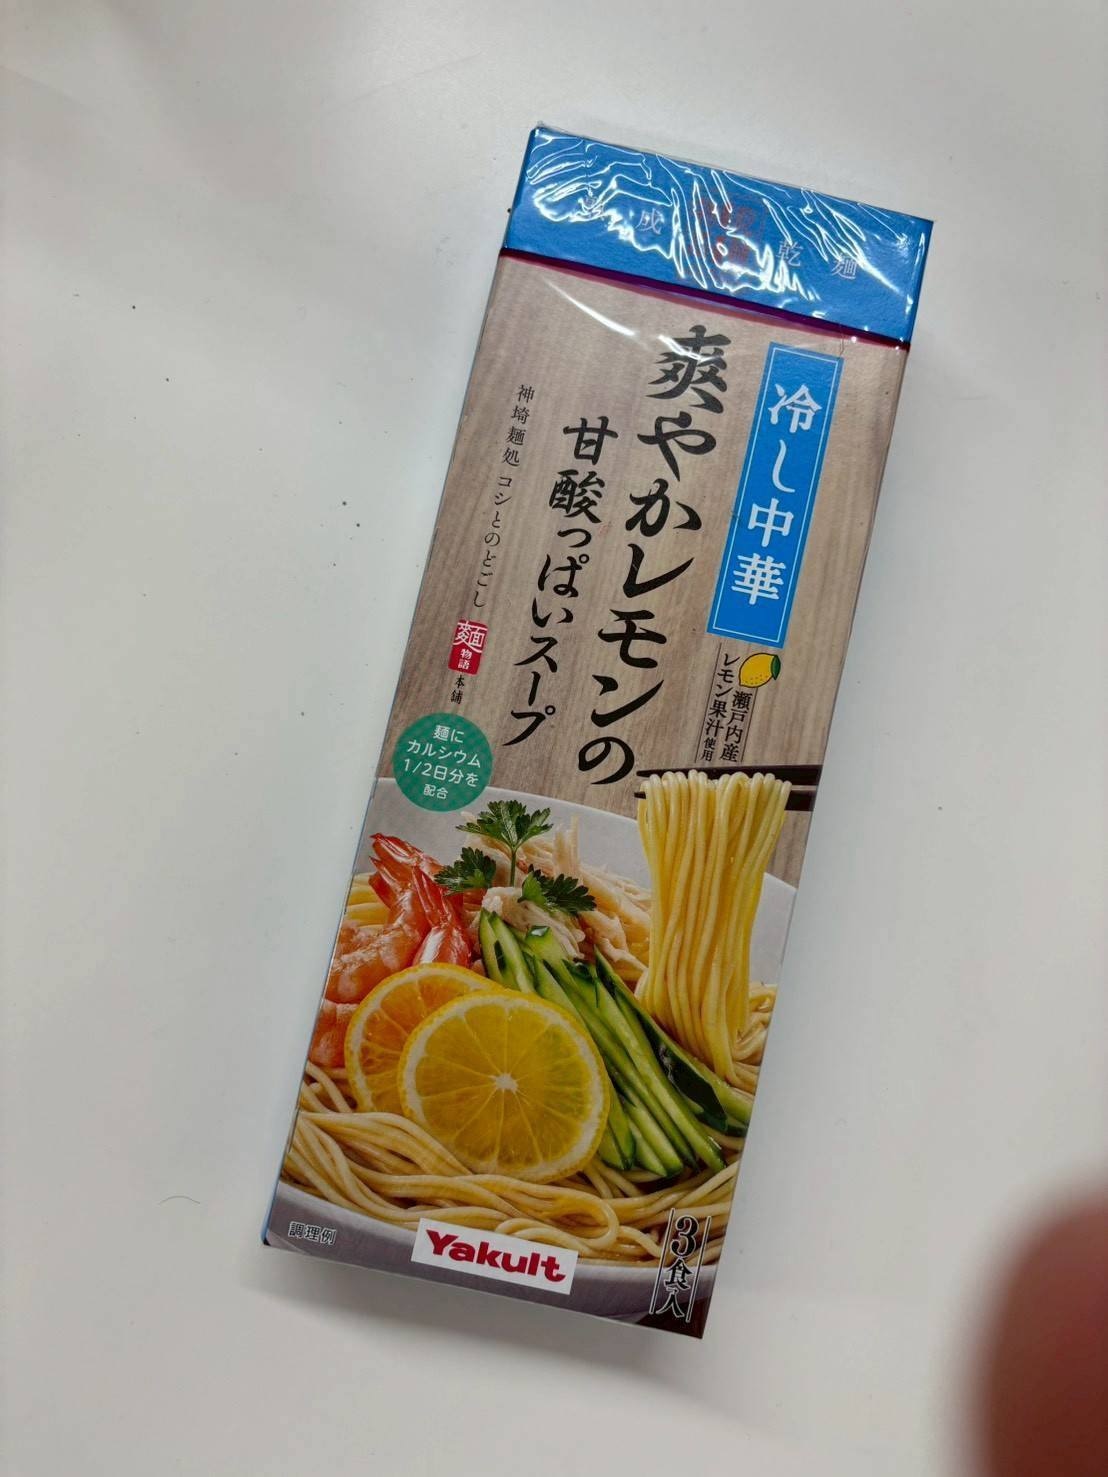 成
乾麺
冷し中華
瀬戸内産
レモン果汁使用
爽やかレモンの
甘酸っぱいスープ
神埼麺処 コシとのどごし
麺物語本舗
麺に
カルシウム
1/2日分を
配合
調理例
Yakult
3食入